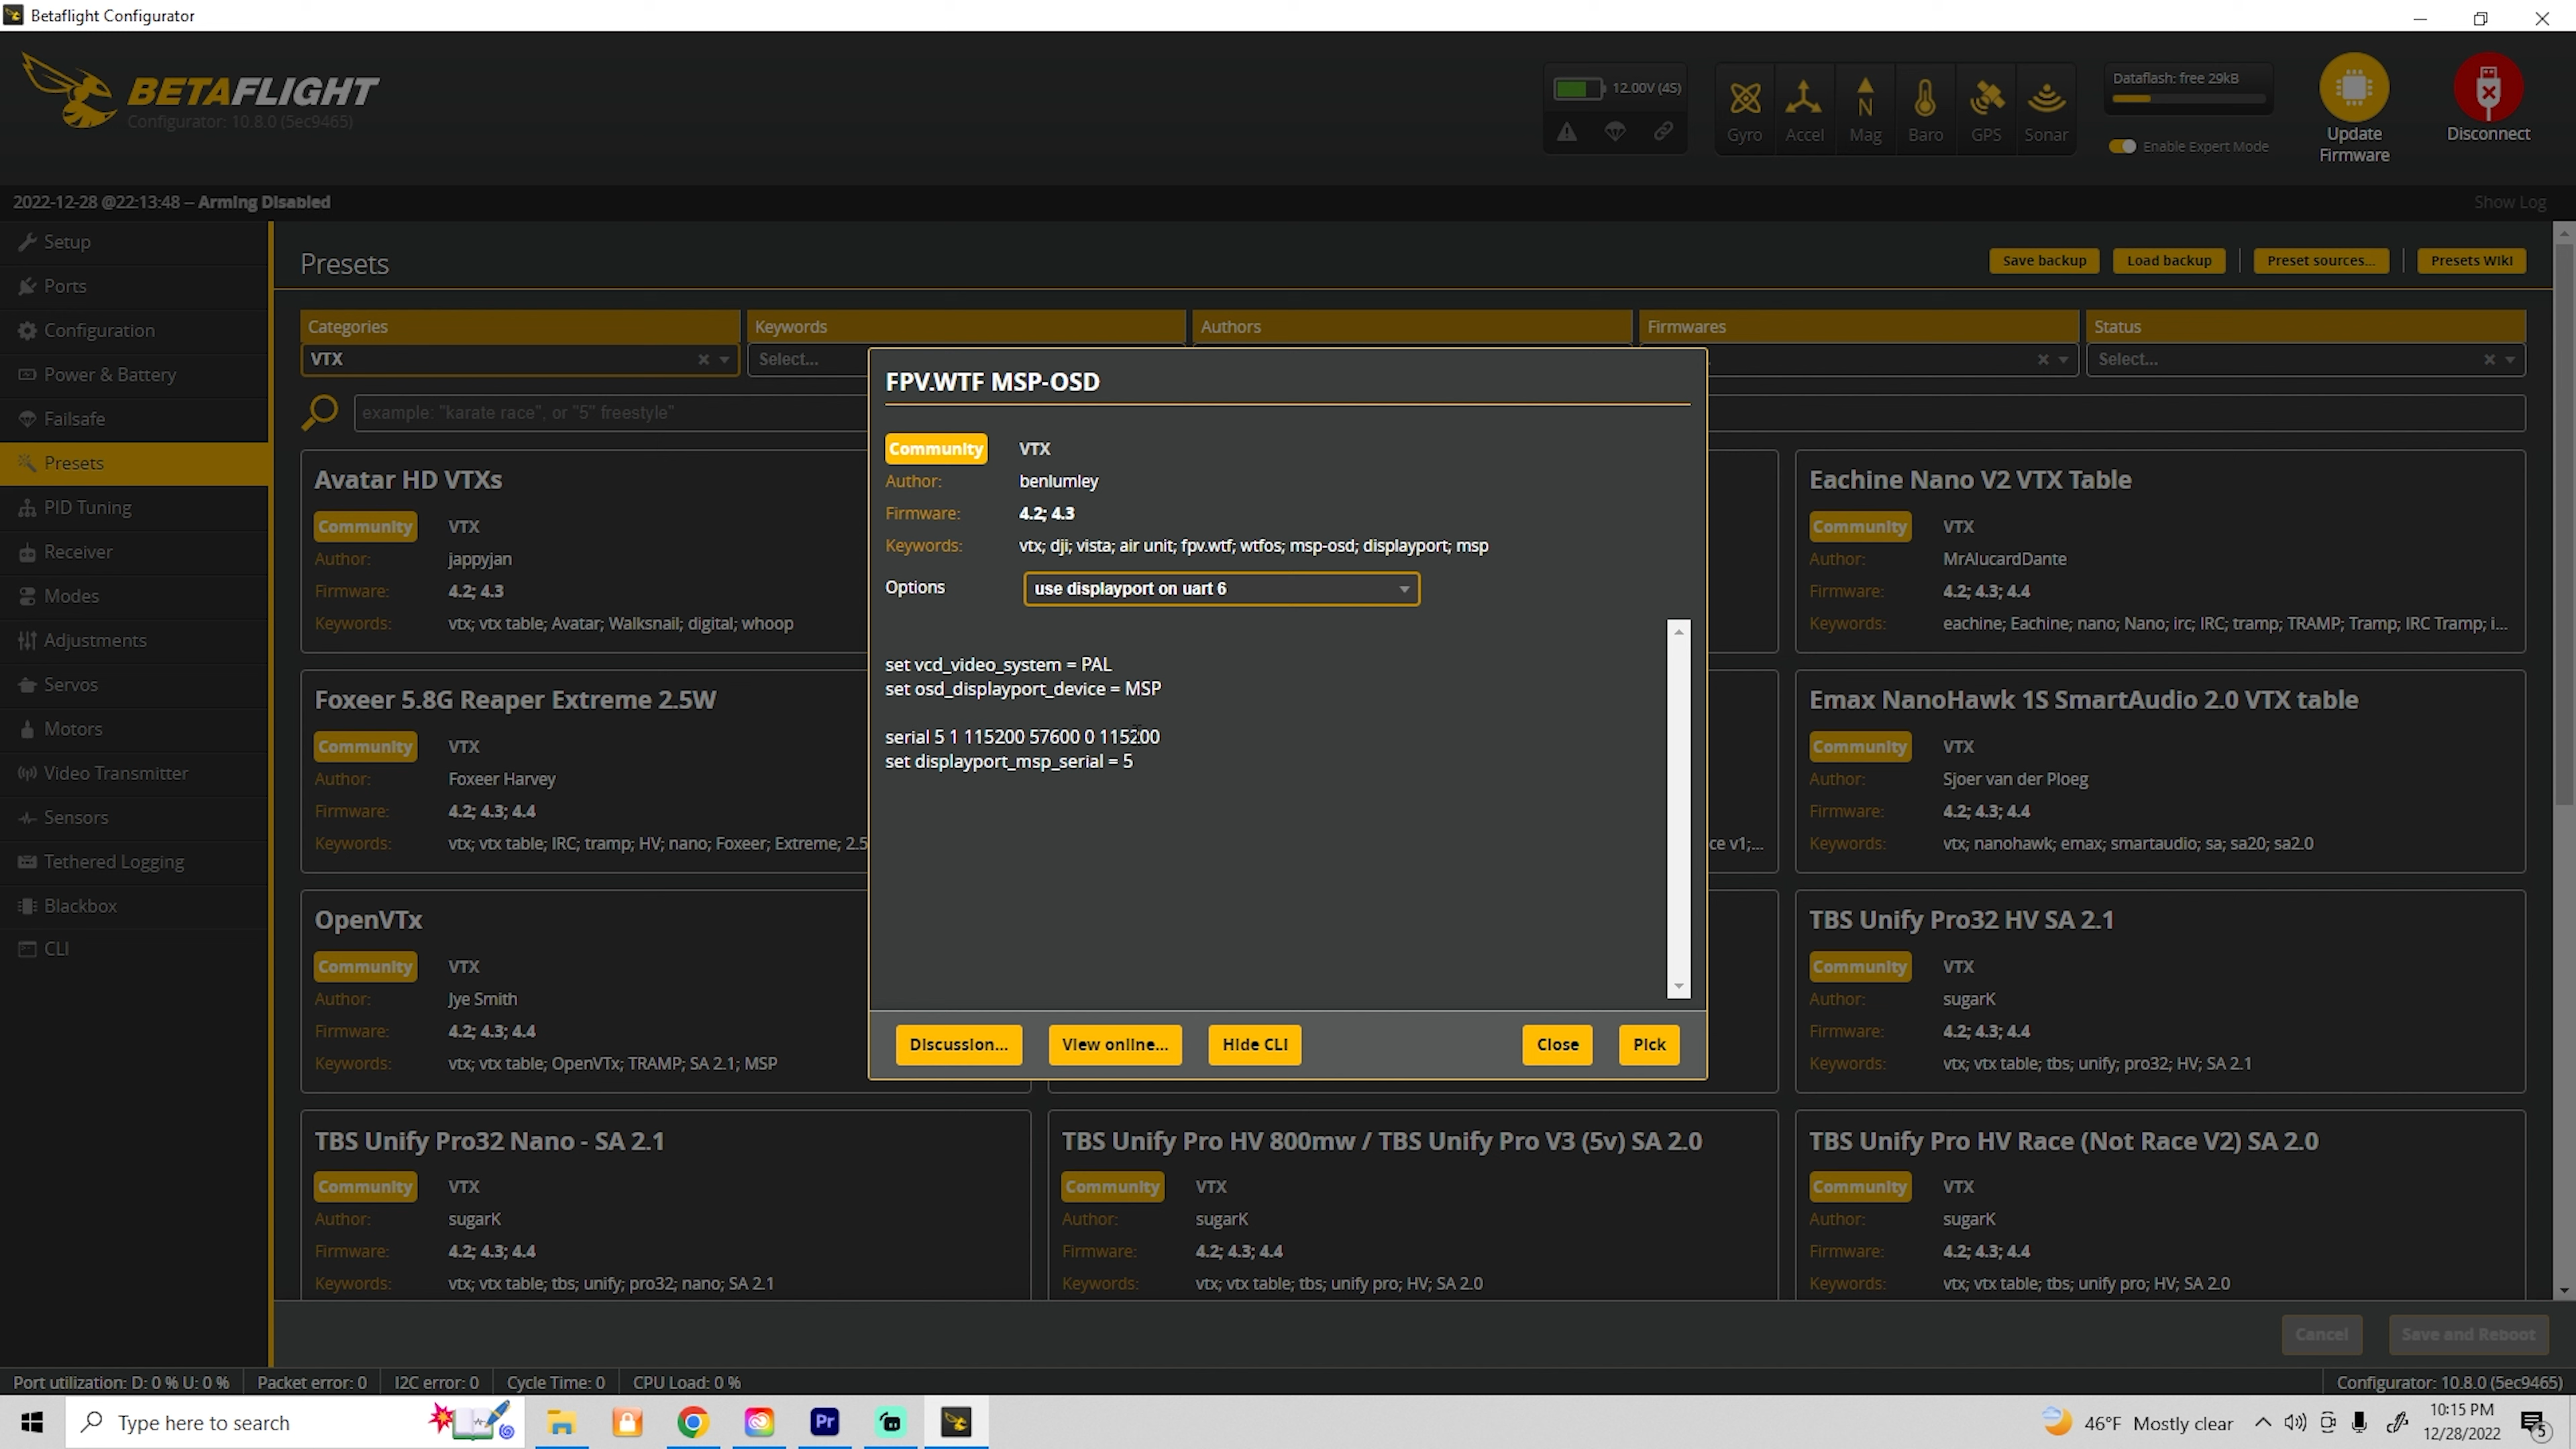 Betaflight Configurator
BETAFLIGHT
Configurator: 10.8.0 (5ec9465)
12.00V (4S)
Gyro
Accel
Mag
Baro
GPS
Sonar
Dataflash: free 29kB
Enable Expert Mode
Update
Firmware
Disconnect
2022-12-28 @22:13:48 -- Arming Disabled
Show Log
Setup
Ports
Configuration
Power & Battery
Failsafe
Presets
PID Tuning
Receiver
Modes
Adjustments
Servos
Motors
Video Transmitter
Sensors
Tethered Logging
Blackbox
CLI
Presets
Save backup
Load backup
Preset sources...
Presets Wiki
Categories
Keywords
Authors
Firmwares
Status
VTX
Select...
Select...
example: "karate race", or "5" freestyle"
Avatar HD VTXs
Community VTX
Author: jappyjan
Firmware: 4.2; 4.3
Keywords: vtx; vtx table; Avatar; Walksnail; digital; whoop
Eachine Nano V2 VTX Table
Community VTX
Author: MrAlucardDante
Firmware: 4.2; 4.3; 4.4
Keywords: eachine; Eachine; nano; Nano; irc; IRC; tramp; TRAMP; Tramp; IRC Tramp; i...
Foxeer 5.8G Reaper Extreme 2.5W
Community VTX
Author: Foxeer Harvey
Firmware: 4.2; 4.3; 4.4
Keywords: vtx; vtx table; IRC; tramp; HV; nano; Foxeer; Extreme; 2.5
ce v1;...
Emax NanoHawk 1S SmartAudio 2.0 VTX table
Community VTX
Author: Sjoer van der Ploeg
Firmware: 4.2; 4.3; 4.4
Keywords: vtx; nanohawk; emax; smartaudio; sa; sa20; sa2.0
OpenVTx
Community VTX
Author: Jye Smith
Firmware: 4.2; 4.3; 4.4
Keywords: vtx; vtx table; OpenVTx; TRAMP; SA 2.1; MSP
TBS Unify Pro32 HV SA 2.1
Community VTX
Author: sugarK
Firmware: 4.2; 4.3; 4.4
Keywords: vtx; vtx table; tbs; unify; pro32; HV; SA 2.1
TBS Unify Pro32 Nano - SA 2.1
Community VTX
Author: sugarK
Firmware: 4.2; 4.3; 4.4
Keywords: vtx; vtx table; tbs; unify; pro32; nano; SA 2.1
TBS Unify Pro HV 800mw / TBS Unify Pro V3 (5v) SA 2.0
Community VTX
Author: sugarK
Firmware: 4.2; 4.3; 4.4
Keywords: vtx; vtx table; tbs; unify pro; HV; SA 2.0
TBS Unify Pro HV Race (Not Race V2) SA 2.0
Community VTX
Author: sugarK
Firmware: 4.2; 4.3; 4.4
Keywords: vtx; vtx table; tbs; unify pro; HV; SA 2.0
FPV.WTF MSP-OSD
Community VTX
Author: benlumley
Firmware: 4.2; 4.3
Keywords: vtx; dji; vista; air unit; fpv.wtf; wtfos; msp-osd; displayport; msp
Options use displayport on uart 6
set vcd_video_system = PAL
set osd_displayport_device = MSP
serial 5 1 115200 57600 0 115200
set displayport_msp_serial = 5
Discussion...
View online...
Hide CLI
Close
Pick
Cancel
Save and Reboot
Port utilization: D: 0 % U: 0 %
Packet error: 0
I2C error: 0
Cycle Time: 0
CPU Load: 0 %
Configurator: 10.8.0 (5ec9465)
Type here to search
Pr
46°F Mostly clear
10:15 PM
12/28/2022
5